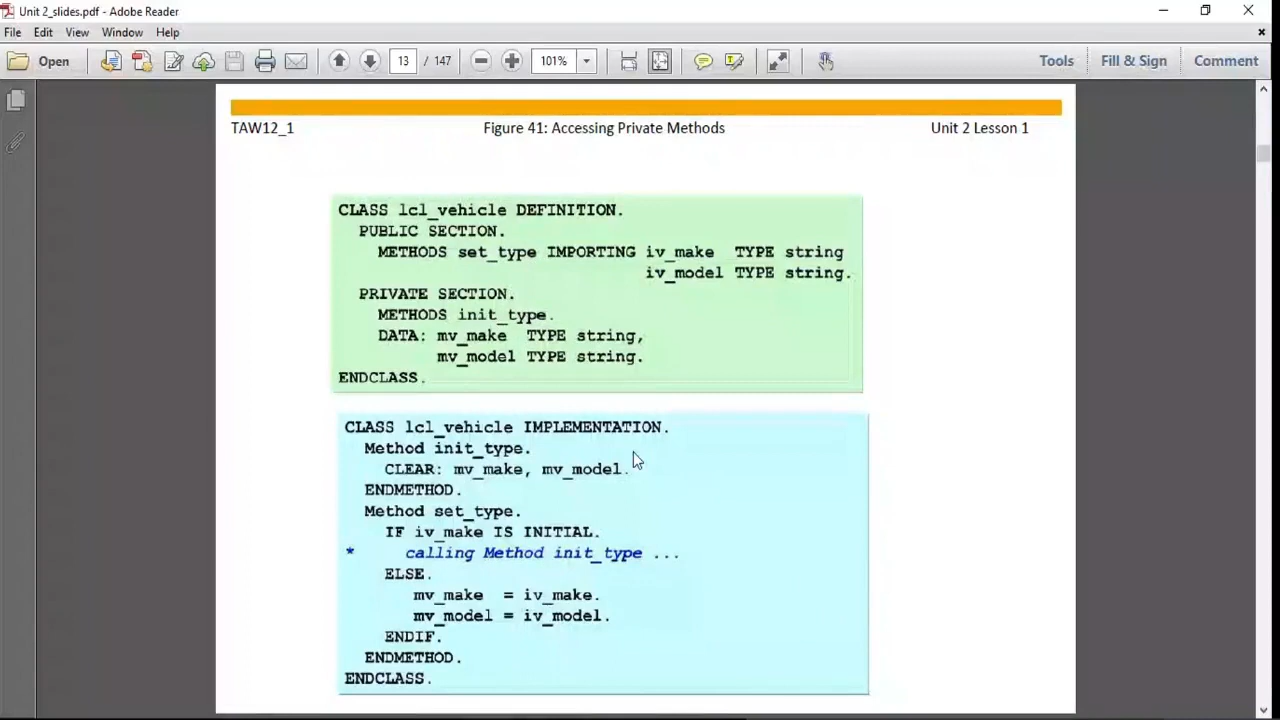 Unit 2_slides.pdf - Adobe Reader
File Edit View Window Help
Open 13 / 147 101% Tools Fill & Sign Comment
TAW12_1 Figure 41: Accessing Private Methods Unit 2 Lesson 1
CLASS lcl_vehicle DEFINITION.
PUBLIC SECTION.
METHODS set_type IMPORTING iv_make TYPE string
iv_model TYPE string.
PRIVATE SECTION.
METHODS init_type.
DATA: mv_make TYPE string,
mv_model TYPE string.
ENDCLASS.
CLASS lcl_vehicle IMPLEMENTATION.
Method init_type.
CLEAR: mv_make, mv_model.
ENDMETHOD.
Method set_type.
IF iv_make IS INITIAL.
* calling Method init_type ...
ELSE.
mv_make = iv_make.
mv_model = iv_model.
ENDIF.
ENDMETHOD.
ENDCLASS.